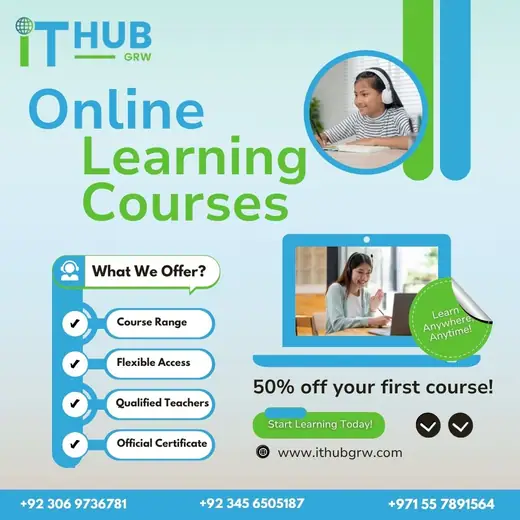 iT HUB
GRW
Online
Learning
Courses
What We Offer?
Course Range
Flexible Access
Qualified Teachers
Official Certificate
Learn
Anywhere,
Anytime!
50% off your first course!
Start Learning Today!
www.ithubgrw.com
+92 306 9736781
+92 345 6505187
+971 55 7891564